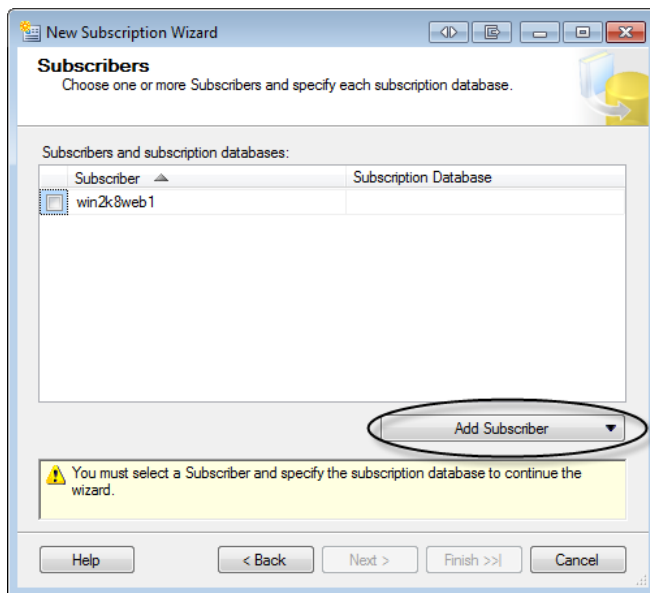 New Subscription Wizard
Subscribers
Choose one or more Subscribers and specify each subscription database.
Subscribers and subscription databases:
Subscriber Subscription Database
win2k8web1
Add Subscriber
You must select a Subscriber and specify the subscription database to continue the
wizard.
Help < Back Next > Finish >>| Cancel